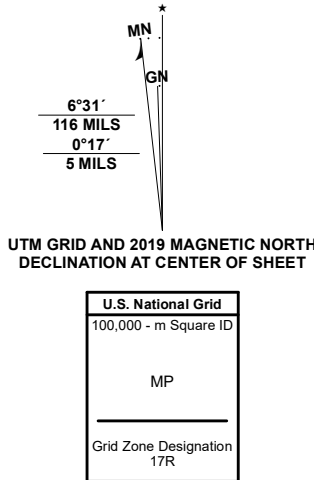 ★
MN
GN
6°31´
116 MILS
0°17´
5 MILS
UTM GRID AND 2019 MAGNETIC NORTH
DECLINATION AT CENTER OF SHEET
U.S. National Grid
100,000 - m Square ID
MP
Grid Zone Designation
17R